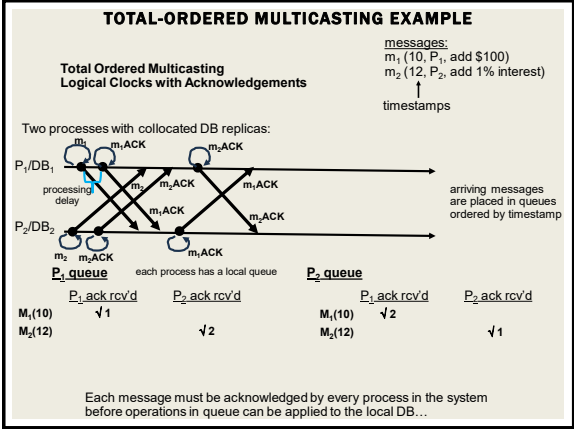 TOTAL-ORDERED MULTICASTING EXAMPLE
messages:
m₁ (10, P₁, add $100)
m₂ (12, P₂, add 1% interest)
timestamps
Total Ordered Multicasting
Logical Clocks with Acknowledgements
Two processes with collocated DB replicas:
m₁ m₁ACK m₂ACK
P₁/DB₁
processing
delay
m₂ m₂ACK m₁ACK
m₁ACK m₂ACK
arriving messages
are placed in queues
ordered by timestamp
P₂/DB₂
m₂ m₂ACK m₁ACK
P₁ queue each process has a local queue P₂ queue
P₁ ack rcv'd P₂ ack rcv'd P₁ ack rcv'd P₂ ack rcv'd
M₁(10) √1 M₁(10) √2
M₂(12) √2 M₂(12) √1
Each message must be acknowledged by every process in the system
before operations in queue can be applied to the local DB…